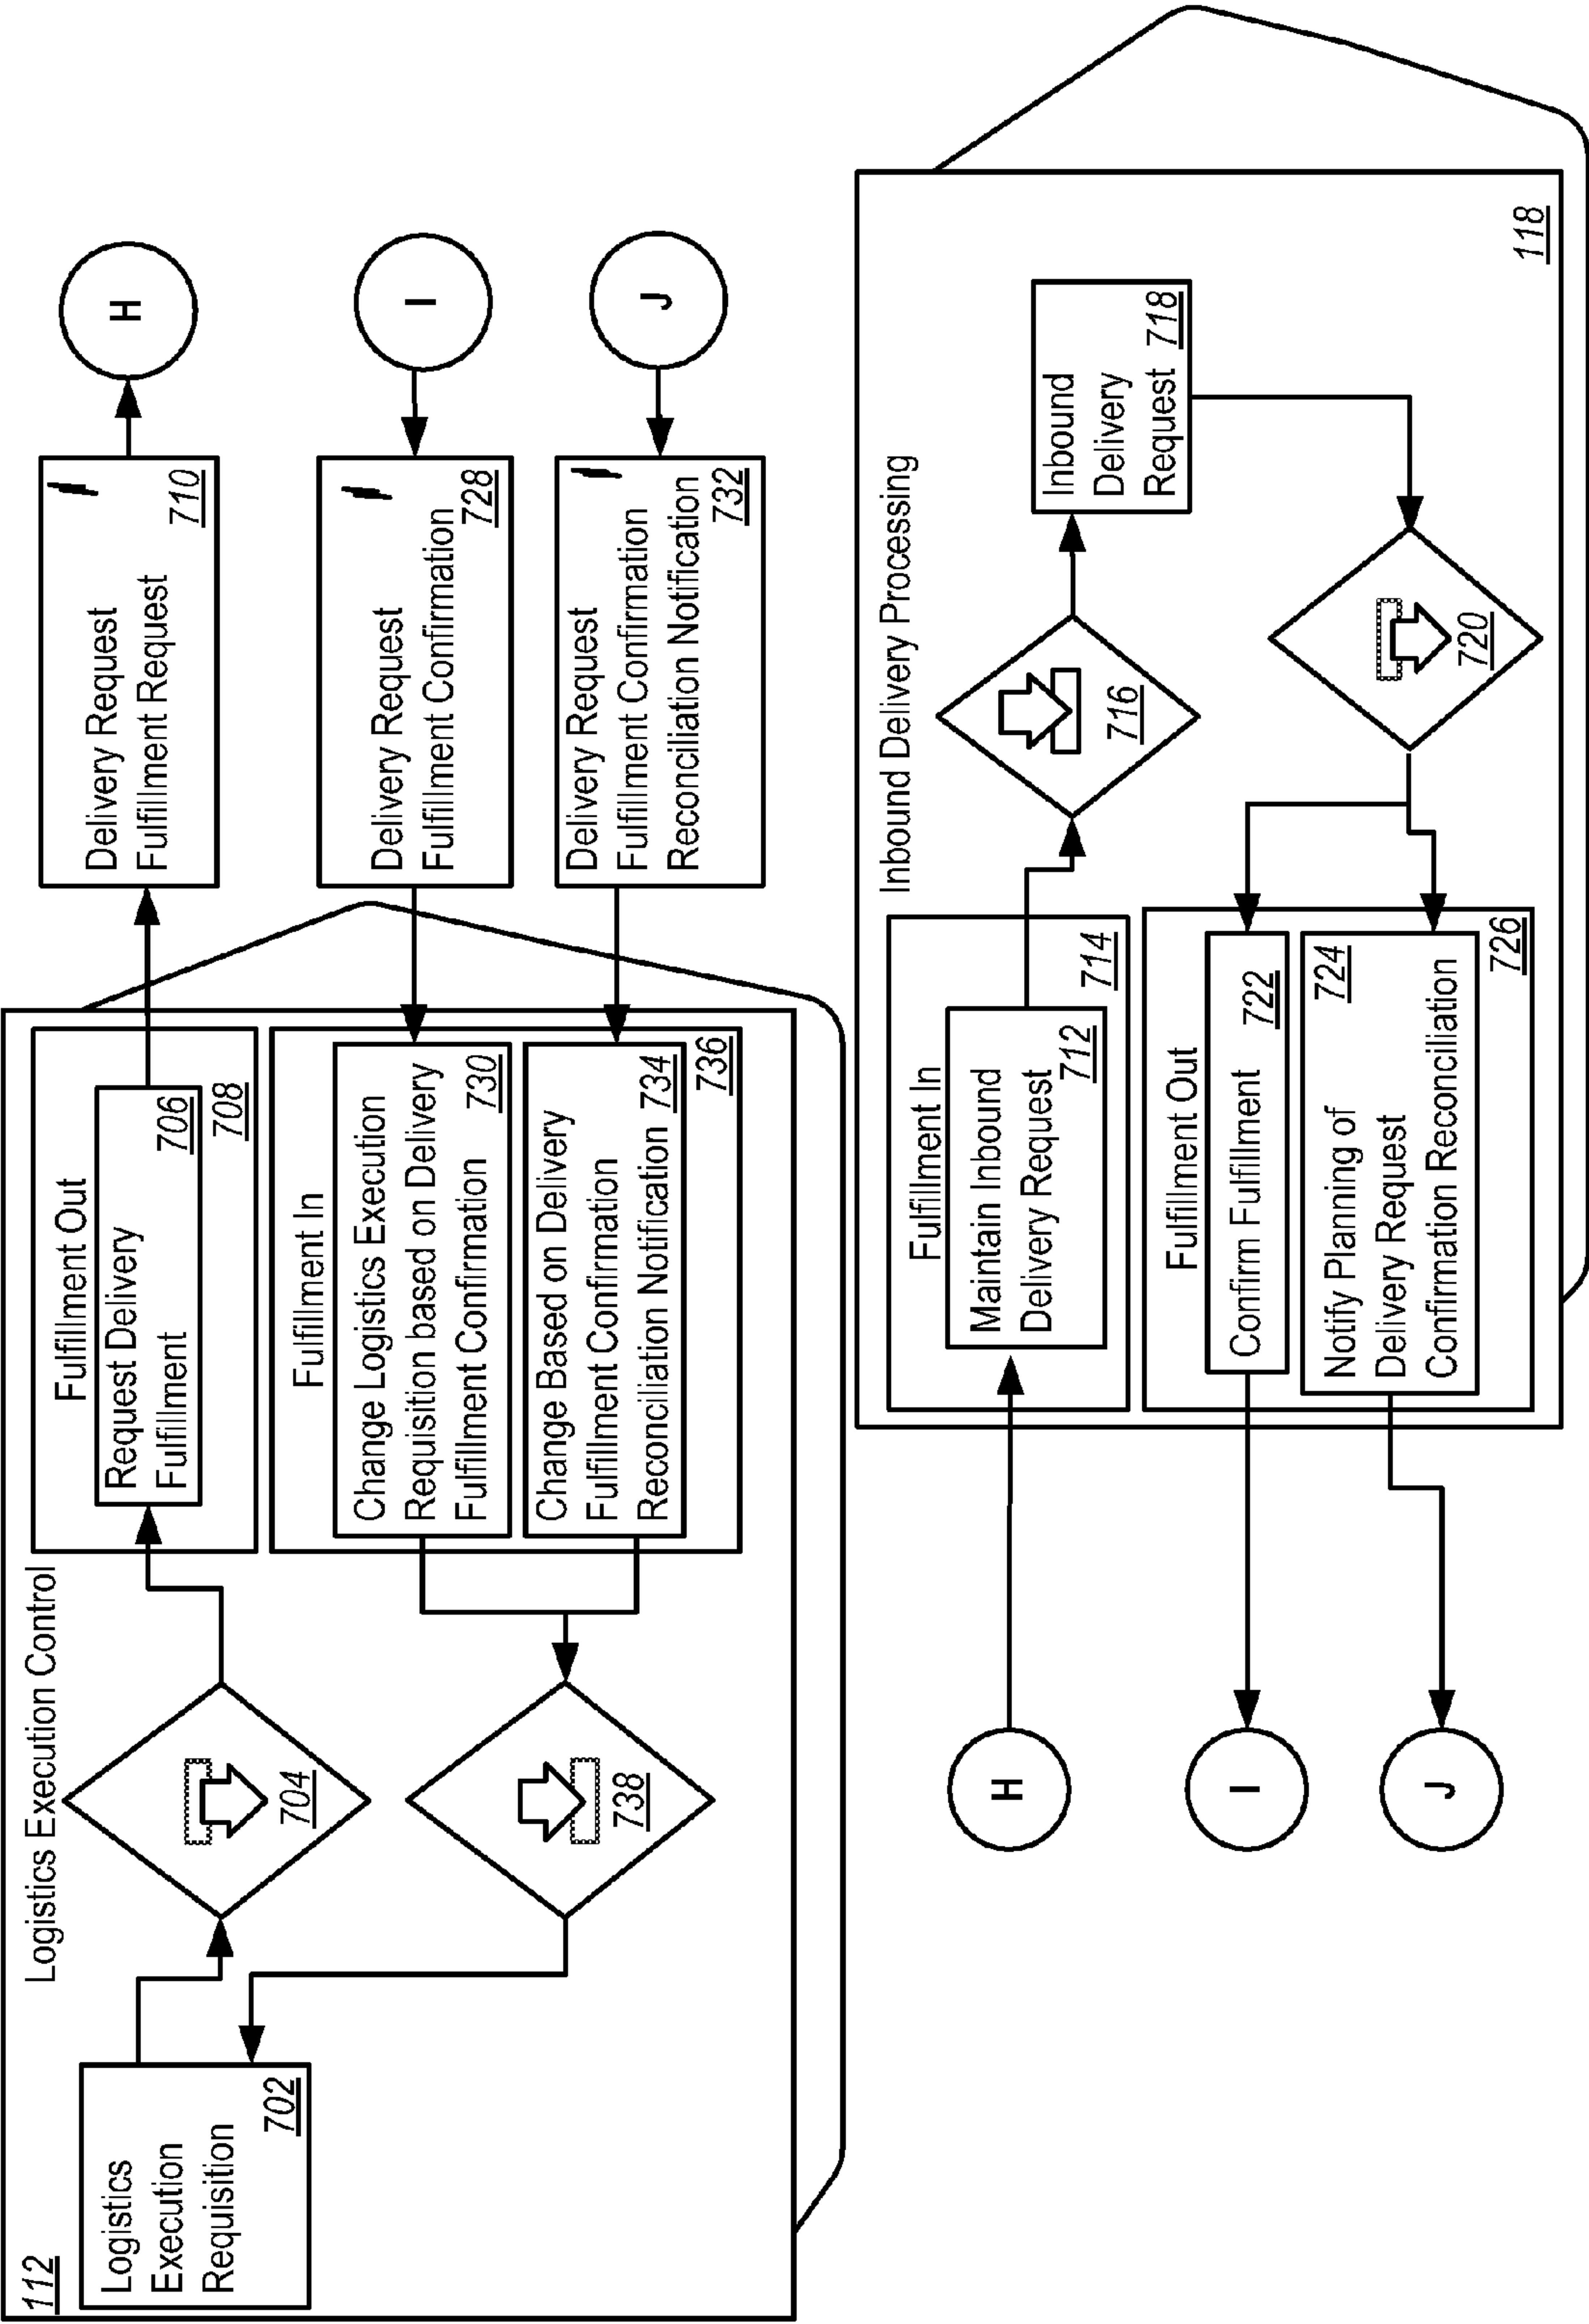 112
Logistics Execution Control
Logistics
Execution
Requisition
702
704
Fulfillment Out
Request Delivery
Fulfillment
706
708
Delivery Request
Fulfillment Request
710
H
738
Fulfillment In
Change Logistics Execution
Requisition based on Delivery
Fulfillment Confirmation
730
Change Based on Delivery
Fulfillment Confirmation
Reconciliation Notification 734
736
Delivery Request
Fulfillment Confirmation
728
I
Delivery Request
Fulfillment Confirmation
Reconciliation Notification
732
J
Inbound Delivery Processing
H
Fulfillment In
Maintain Inbound
Delivery Request
712
714
716
Inbound
Delivery
Request 718
I
J
Fulfillment Out
Confirm Fulfillment 722
Notify Planning of
Delivery Request
Confirmation Reconciliation
724
726
720
118